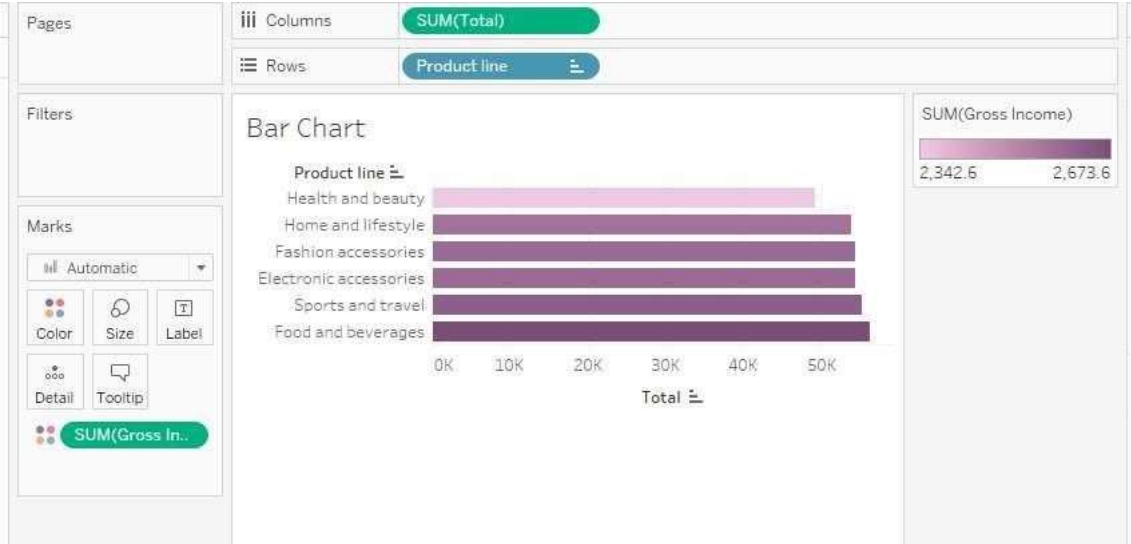 Pages
Columns
SUM(Total)
Rows
Product line
Filters
Bar Chart
Product line
Health and beauty
Home and lifestyle
Fashion accessories
Electronic accessories
Sports and travel
Food and beverages
0K 10K 20K 30K 40K 50K
Total
SUM(Gross Income)
2,342.6 2,673.6
Marks
Automatic
Color Size Label
Detail Tooltip
SUM(Gross In..